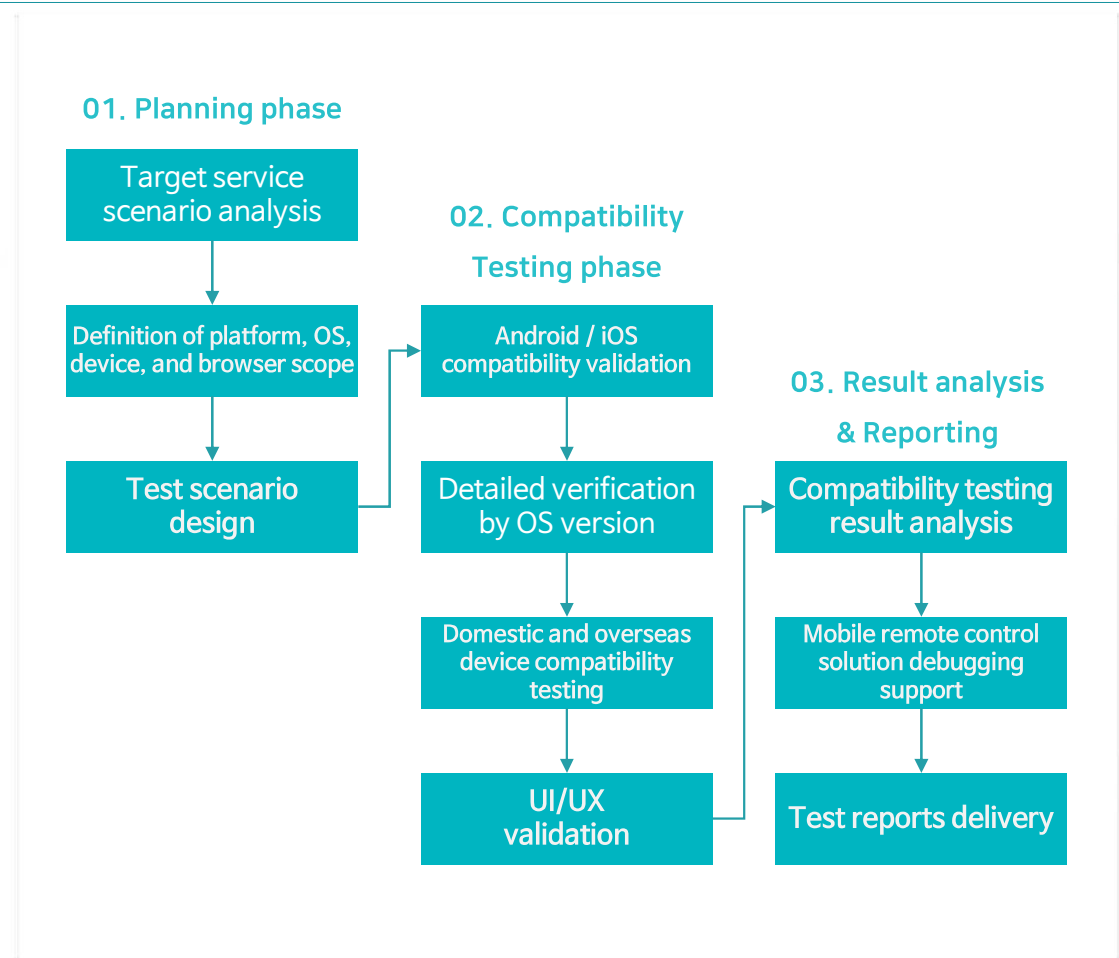 01. Planning phase
Target service
scenario analysis
Definition of platform, OS,
device, and browser scope
Test scenario
design
02. Compatibility
Testing phase
Android / iOS
compatibility validation
Detailed verification
by OS version
Domestic and overseas
device compatibility
testing
UI/UX
validation
03. Result analysis
& Reporting
Compatibility testing
result analysis
Mobile remote control
solution debugging
support
Test reports delivery